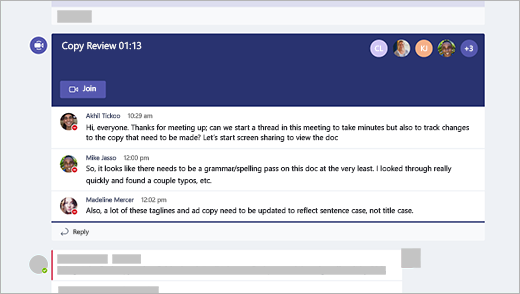 Copy Review 01:13
CL
KJ
+3
Join
Akhil Tickoo 10:29 am
Hi, everyone. Thanks for meeting up; can we start a thread in this meeting to take minutes but also to track changes
to the copy that need to be made? Let's start screen sharing to view the doc
Mike Jasso 12:00 pm
So, it looks like there needs to be a grammar/spelling pass on this doc at the very least. I looked through really
quickly and found a couple typos, etc.
Madeline Mercer 12:02 pm
Also, a lot of these taglines and ad copy need to be updated to reflect sentence case, not title case.
Reply